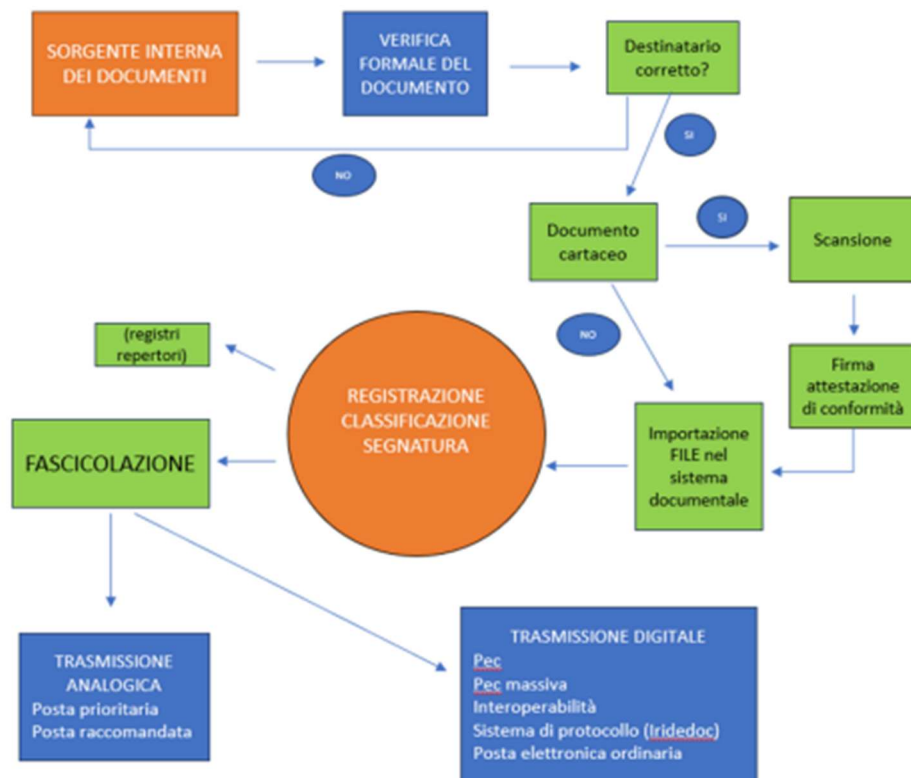 SORGENTE INTERNA
DEI DOCUMENTI
VERIFICA
FORMALE DEL
DOCUMENTO
Destinatario
corretto?
NO
SI
Documento
cartaceo
SI
Scansione
NO
Firma
attestazione
di conformità
Importazione
FILE nel
sistema
documentale
REGISTRAZIONE
CLASSIFICAZIONE
SEGNATURA
(registri
repertori)
FASCICOLAZIONE
TRASMISSIONE
ANALOGICA
Posta prioritaria
Posta raccomandata
TRASMISSIONE DIGITALE
Pec
Pec massiva
Interoperabilità
Sistema di protocollo (Iridedoc)
Posta elettronica ordinaria